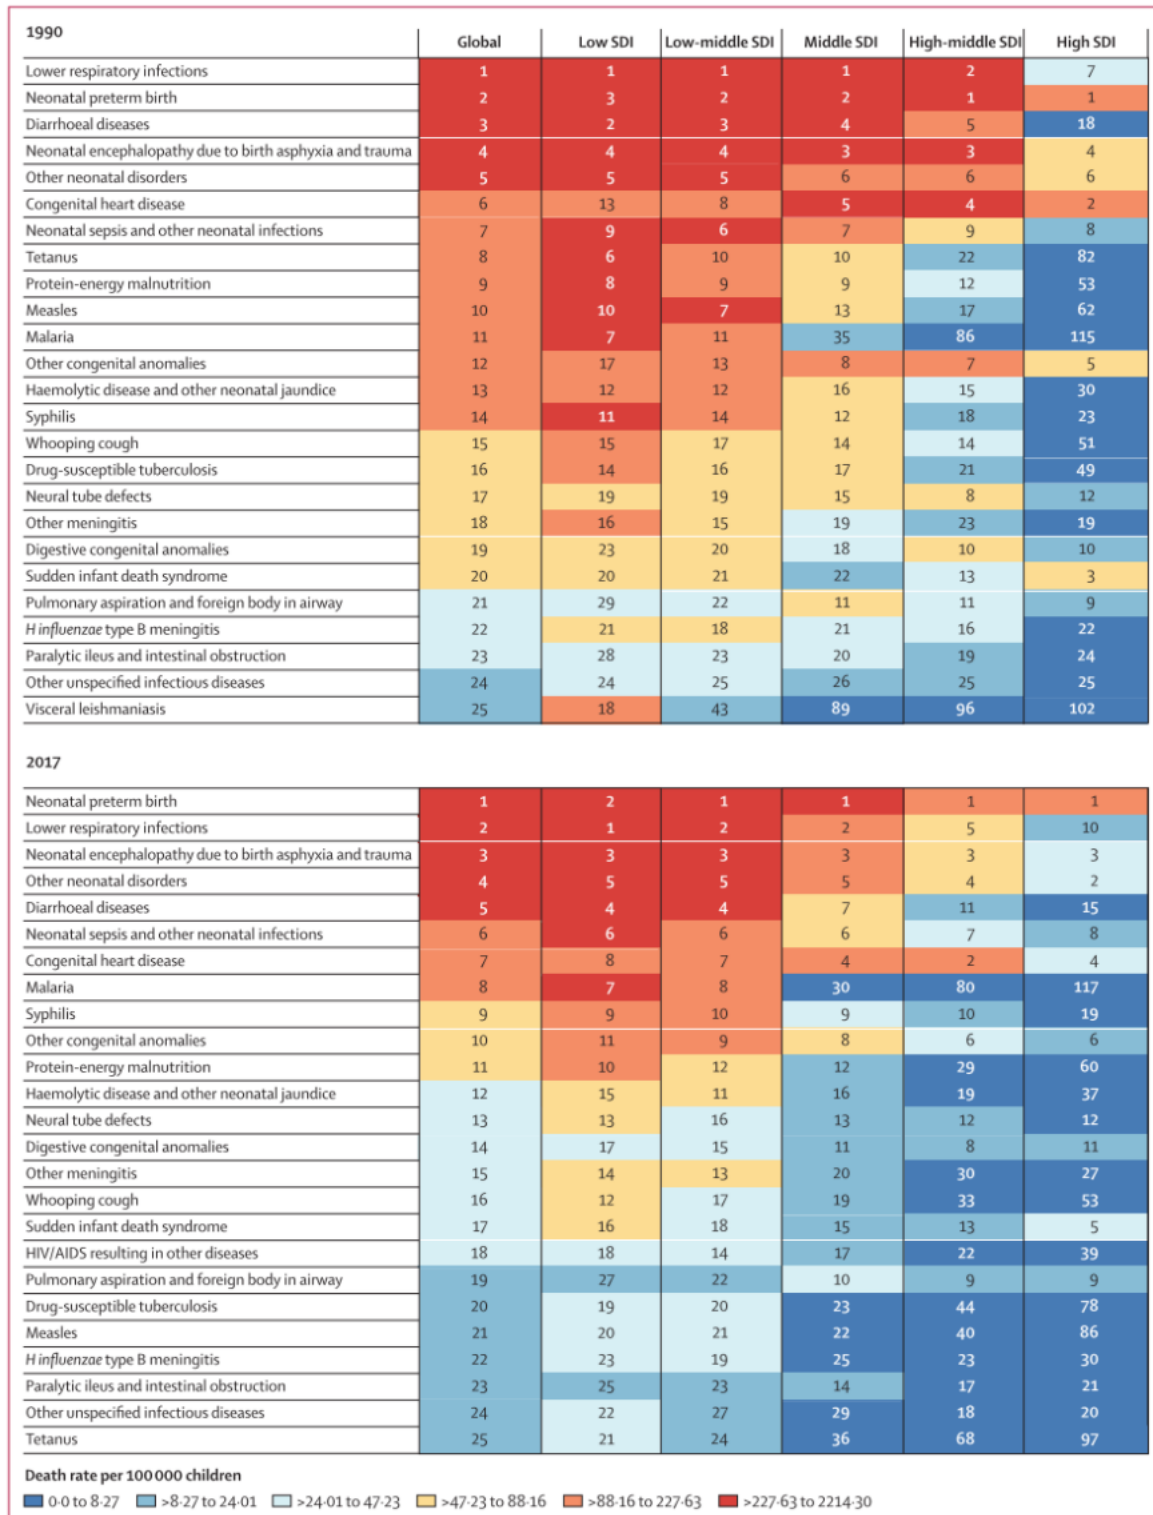 1990
Global Low SDI Low-middle SDI Middle SDI High-middle SDI High SDI
Lower respiratory infections 1 1 1 1 2 7
Neonatal preterm birth 2 3 2 2 1 1
Diarrhoeal diseases 3 2 3 4 5 18
Neonatal encephalopathy due to birth asphyxia and trauma 4 4 4 3 3 4
Other neonatal disorders 5 5 5 6 6 6
Congenital heart disease 6 13 8 5 4 2
Neonatal sepsis and other neonatal infections 7 9 6 7 9 8
Tetanus 8 6 10 10 22 82
Protein-energy malnutrition 9 8 9 9 12 53
Measles 10 10 7 13 17 62
Malaria 11 7 11 35 86 115
Other congenital anomalies 12 17 13 8 7 5
Haemolytic disease and other neonatal jaundice 13 12 12 16 15 30
Syphilis 14 11 14 12 18 23
Whooping cough 15 15 17 14 14 51
Drug-susceptible tuberculosis 16 14 16 17 21 49
Neural tube defects 17 19 19 15 8 12
Other meningitis 18 16 15 19 23 19
Digestive congenital anomalies 19 23 20 18 10 10
Sudden infant death syndrome 20 20 21 22 13 3
Pulmonary aspiration and foreign body in airway 21 29 22 11 11 9
H influenzae type B meningitis 22 21 18 21 16 22
Paralytic ileus and intestinal obstruction 23 28 23 20 19 24
Other unspecified infectious diseases 24 24 25 26 25 25
Visceral leishmaniasis 25 18 43 89 96 102
2017
Neonatal preterm birth 1 2 1 1 1 1
Lower respiratory infections 2 1 2 2 5 10
Neonatal encephalopathy due to birth asphyxia and trauma 3 3 3 3 3 3
Other neonatal disorders 4 5 5 5 4 2
Diarrhoeal diseases 5 4 4 7 11 15
Neonatal sepsis and other neonatal infections 6 6 6 6 7 8
Congenital heart disease 7 8 7 4 2 4
Malaria 8 7 8 30 80 117
Syphilis 9 9 10 9 10 19
Other congenital anomalies 10 11 9 8 6 6
Protein-energy malnutrition 11 10 12 12 29 60
Haemolytic disease and other neonatal jaundice 12 15 11 16 19 37
Neural tube defects 13 13 16 13 12 12
Digestive congenital anomalies 14 17 15 11 8 11
Other meningitis 15 14 13 20 30 27
Whooping cough 16 12 17 19 33 53
Sudden infant death syndrome 17 16 18 15 13 5
HIV/AIDS resulting in other diseases 18 18 14 17 22 39
Pulmonary aspiration and foreign body in airway 19 27 22 10 9 9
Drug-susceptible tuberculosis 20 19 20 23 44 78
Measles 21 20 21 22 40 86
H influenzae type B meningitis 22 23 19 25 23 30
Paralytic ileus and intestinal obstruction 23 25 23 14 17 21
Other unspecified infectious diseases 24 22 27 29 18 20
Tetanus 25 21 24 36 68 97
Death rate per 100 000 children
0·0 to 8·27 >8·27 to 24·01 >24·01 to 47·23 >47·23 to 88·16 >88·16 to 227·63 >227·63 to 2214·30